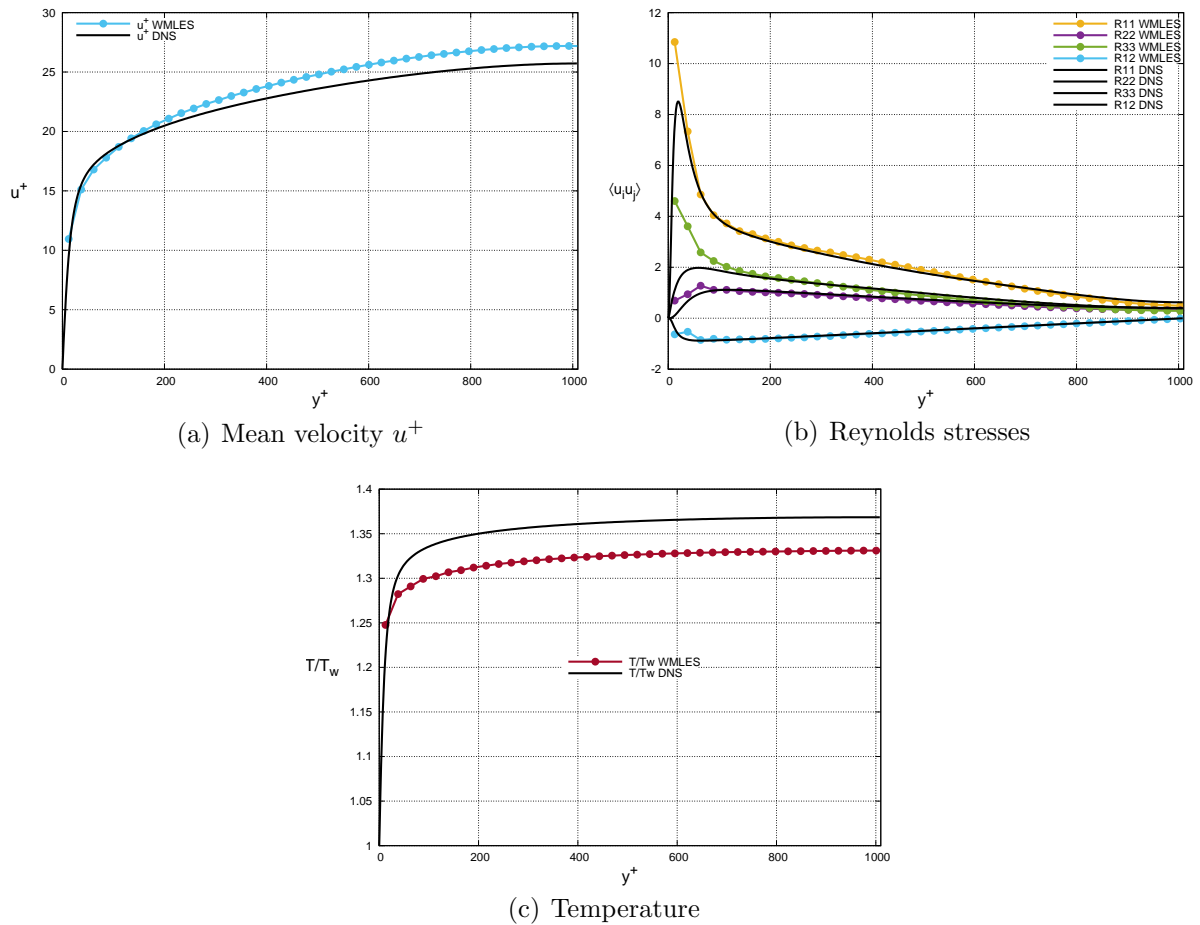 u+ WMLES
u+ DNS
30
25
20
15
10
5
0
u+
0 200 400 600 800 1000
y+
(a) Mean velocity u+
R11 WMLES
R22 WMLES
R33 WMLES
R12 WMLES
R11 DNS
R22 DNS
R33 DNS
R12 DNS
12
10
8
6
4
2
0
-2
⟨uiuj⟩
0 200 400 600 800 1000
y+
(b) Reynolds stresses
1.4
1.35
1.3
1.25
1.2
1.15
1.1
1.05
1
T/Tw
T/Tw WMLES
T/Tw DNS
0 200 400 600 800 1000
y+
(c) Temperature